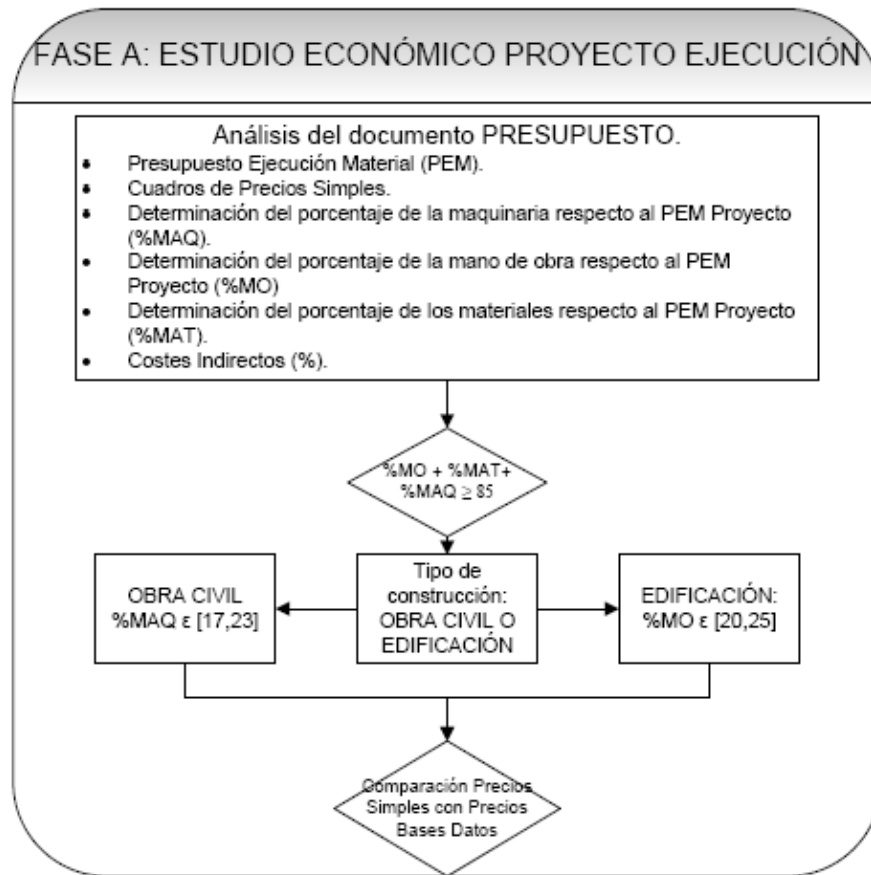 FASE A: ESTUDIO ECONÓMICO PROYECTO EJECUCIÓN
Análisis del documento PRESUPUESTO.
• Presupuesto Ejecución Material (PEM).
• Cuadros de Precios Simples.
• Determinación del porcentaje de la maquinaria respecto al PEM Proyecto
(%MAQ).
• Determinación del porcentaje de la mano de obra respecto al PEM
Proyecto (%MO)
• Determinación del porcentaje de los materiales respecto al PEM Proyecto
(%MAT).
• Costes Indirectos (%).
%MO + %MAT+
%MAQ ≥ 85
OBRA CIVIL
%MAQ ε [17,23]
Tipo de
construcción:
OBRA CIVIL O
EDIFICACIÓN
EDIFICACIÓN:
%MO ε [20,25]
Comparación Precios
Simples con Precios
Bases Datos